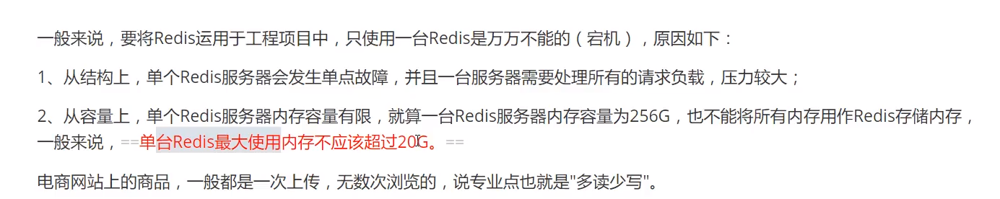 一般来说，要将Redis运用于工程项目中，只使用一台Redis是万万不能的（宕机），原因如下：
1、从结构上，单个Redis服务器会发生单点故障，并且一台服务器需要处理所有的请求负载，压力较大；
2、从容量上，单个Redis服务器内存容量有限，就算一台Redis服务器内存容量为256G，也不能将所有内存用作Redis存储内存，
一般来说，==单台Redis最大使用内存不应该超过20G。==
电商网站上的商品，一般都是一次上传，无数次浏览的，说专业点也就是"多读少写"。